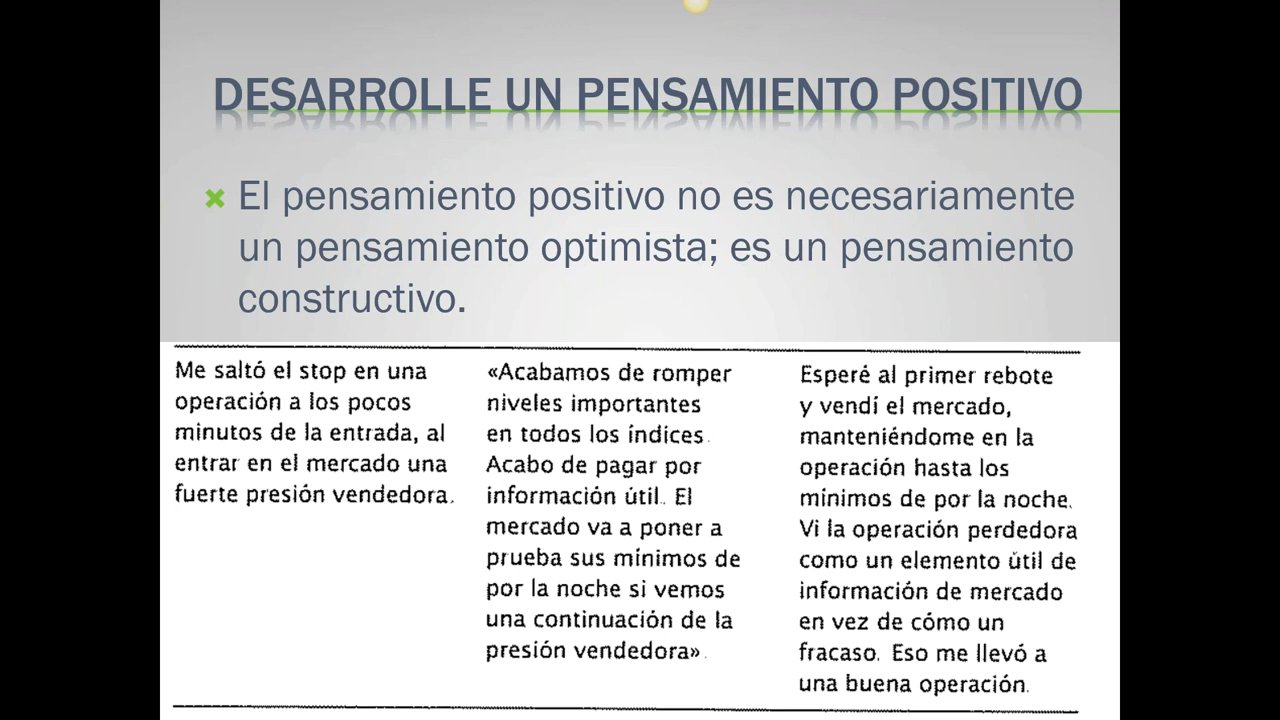 DESARROLLE UN PENSAMIENTO POSITIVO
El pensamiento positivo no es necesariamente
un pensamiento optimista; es un pensamiento
constructivo.
Me saltó el stop en una
operación a los pocos
minutos de la entrada, al
entrar en el mercado una
fuerte presión vendedora.
«Acabamos de romper
niveles importantes
en todos los índices.
Acabo de pagar por
información útil. El
mercado va a poner a
prueba sus mínimos de
por la noche si vemos
una continuación de la
presión vendedora».
Esperé al primer rebote
y vendí el mercado,
manteniéndome en la
operación hasta los
mínimos de por la noche.
Vi la operación perdedora
como un elemento útil de
información de mercado
en vez de cómo un
fracaso. Eso me llevó a
una buena operación.